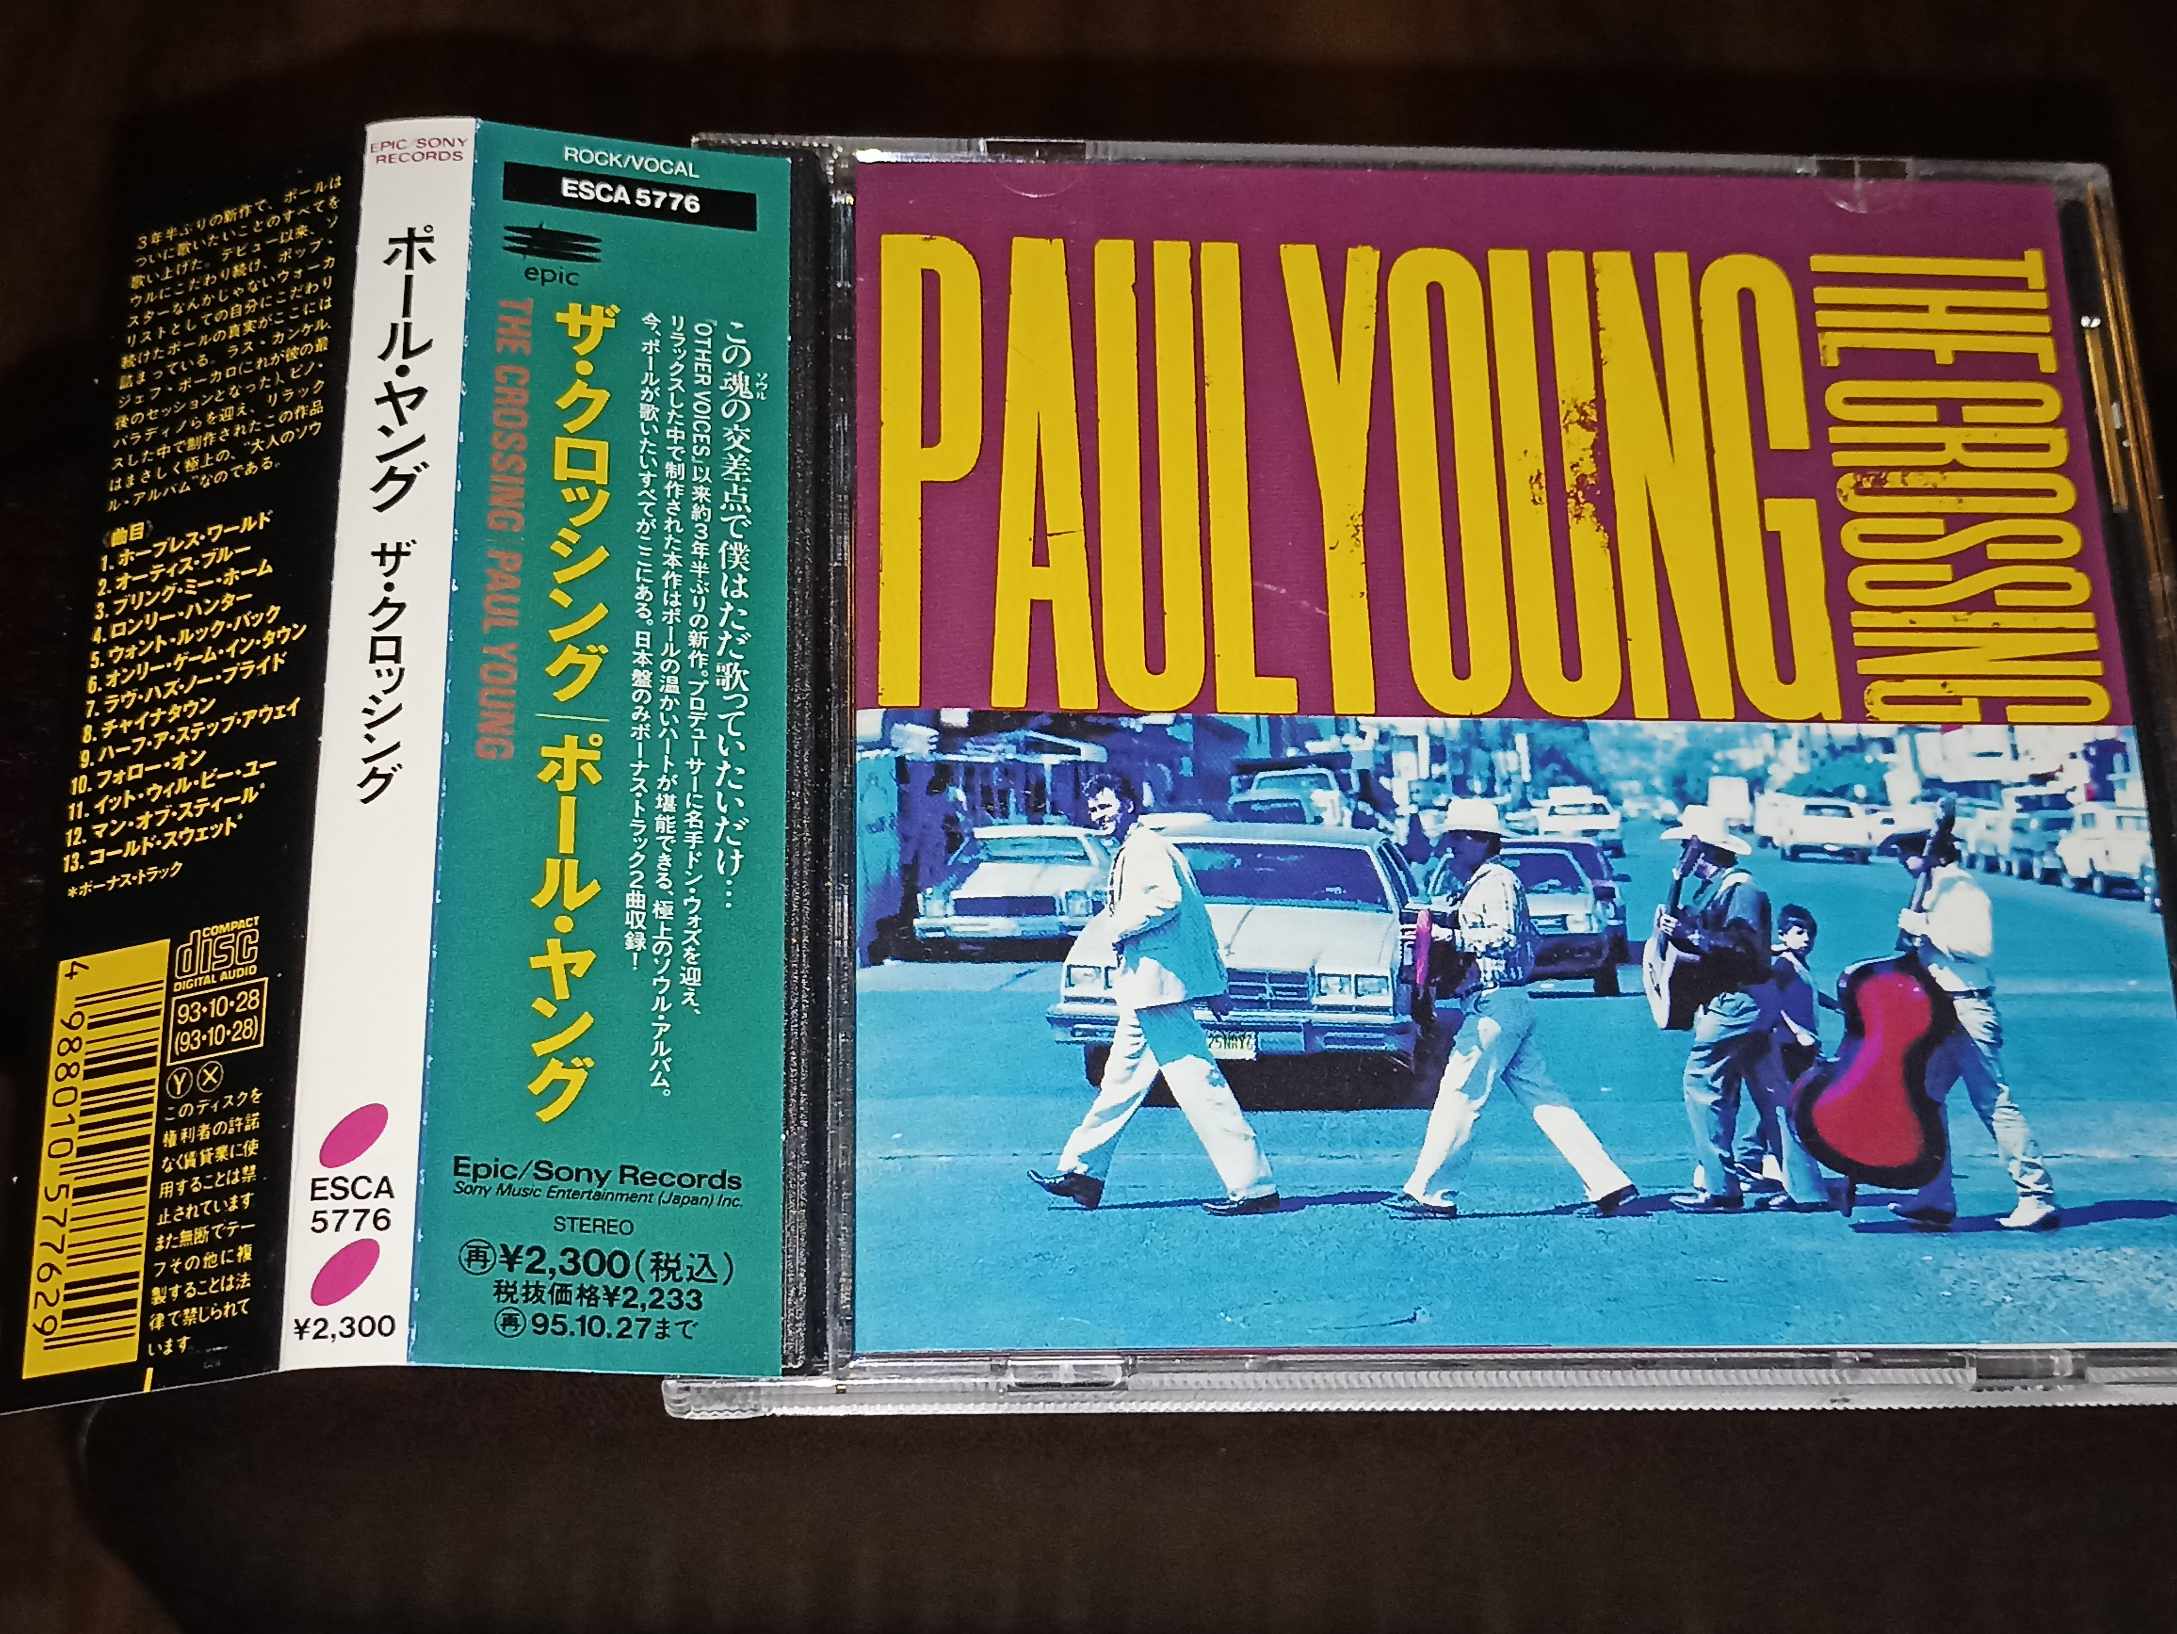 3年半ぶりの新作で、ポールは
ついに歌いたいことのすべてを
歌い上げた。デビュー以来、ソ
ウルにこだわり続け、ポップ・
スターなんかじゃないヴォーカ
リストとしての自分にこだわり
続けたポールの真実がここには
詰まっている。ラス・カンケル、
ジェフ・ポーカロ(これが彼の最
後のセッションとなった)、ピノ・
パラディノらを迎え、リラック
スした中で制作されたこの作品
はまさしく極上の、"大人のソウ
ル・アルバム"なのである。
《曲目》
1. ホープレス・ワールド
2. オーティス・ブルー
3. ブリング・ミー・ホーム
4. ロンリー・ハンター
5. ウォント・ルック・バック
6. オンリー・ゲーム・イン・タウン
7. ラヴ・ハズ・ノー・プライド
8. チャイナタウン
9. ハーフ・ア・ステップ・アウェイ
10. フォロー・オン
11. イット・ウィル・ビー・ユー
12. マン・オブ・スティール*
13. コールド・スウェット*
*ボーナス・トラック
COMPACT
disc
DIGITAL AUDIO
93・10・28
(93・10・28)
Y X
このディスクを
権利者の許諾
なく賃貸業に使
用することは禁
止されています
また無断でテー
プその他に複
製することは法
律で禁じられて
います
4988010577629
EPIC/SONY
RECORDS
ポール・ヤング ザ・クロッシング
ESCA
5776
¥2,300
ROCK/VOCAL
ESCA 5776
epic
この魂の交差点で僕はただ歌っていたいだけ…
ソウル
『OTHER VOICES』以来約3年半ぶりの新作。プロデューサーに名手ドン・ウォズを迎え、
リラックスした中で制作された本作はポールの温かいハートが堪能できる、極上のソウル・アルバム。
今、ポールが歌いたいすべてがここにある。日本盤のみボーナストラック2曲収録!
ザ・クロッシング/ポール・ヤング
THE CROSSING/PAUL YOUNG
Epic/Sony Records
Sony Music Entertainment (Japan) Inc.
STEREO
再¥2,300(税込)
税抜価格¥2,233
再95.10.27まで
PAUL YOUNG
THE CROSSING